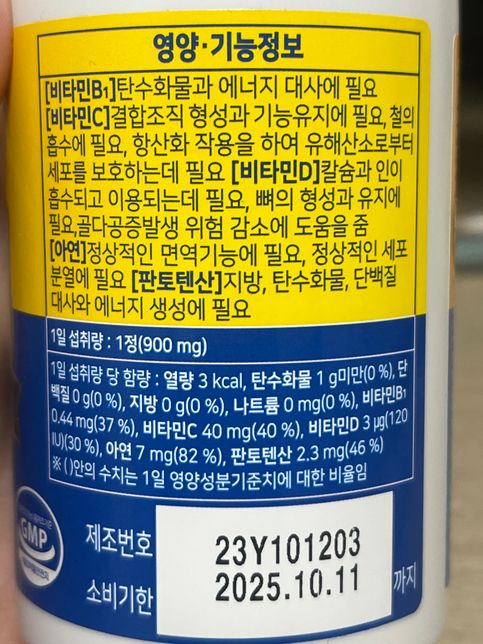 영양·기능정보
[비타민B₁]탄수화물과 에너지 대사에 필요
[비타민C]결합조직 형성과 기능유지에 필요, 철의
흡수에 필요, 항산화 작용을 하여 유해산소로부터
세포를 보호하는데 필요 [비타민D]칼슘과 인이
흡수되고 이용되는데 필요, 뼈의 형성과 유지에
필요,골다공증발생 위험 감소에 도움을 줌
[아연]정상적인 면역기능에 필요, 정상적인 세포
분열에 필요 [판토텐산]지방, 탄수화물, 단백질
대사와 에너지 생성에 필요
1일 섭취량 : 1정(900 mg)
1일 섭취량 당 함량 : 열량 3 kcal, 탄수화물 1 g미만(0 %), 단
백질 0 g(0 %), 지방 0 g(0 %), 나트륨 0 mg(0 %), 비타민B₁
0.44 mg(37 %), 비타민C 40 mg(40 %), 비타민D 3 μg(120
IU)(30 %), 아연 7 mg(82 %), 판토텐산 2.3 mg(46 %)
※ ( )안의 수치는 1일 영양성분기준치에 대한 비율임
GMP
제조번호 23Y101203
소비기한 2025.10.11 까지